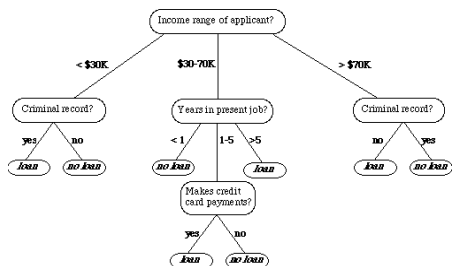 Income range of applicant?
< $30K
$30-70K
> $70K
Criminal record?
Years in present job?
Criminal record?
yes
no
< 1
1-5
>5
no
yes
loan
no loan
no loan
loan
loan
no loan
Makes credit
card payments?
yes
no
loan
no loan